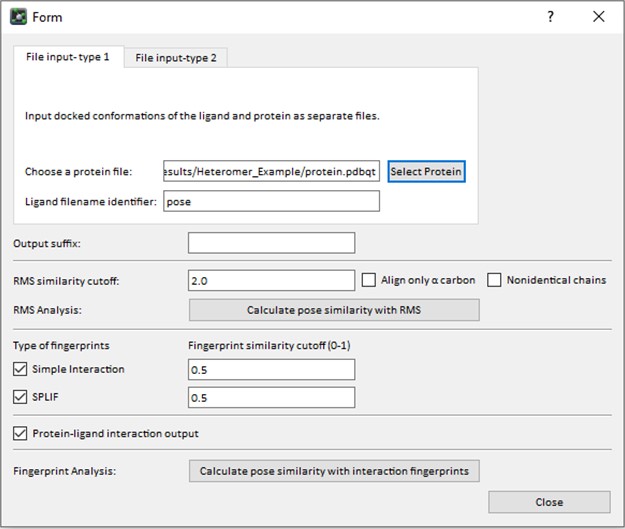 Form
?
File input- type 1 File input-type 2
Input docked conformations of the ligand and protein as separate files.
Choose a protein file: esults/Heteromer_Example/protein.pdbqt Select Protein
Ligand filename identifier: pose
Output suffix:
RMS similarity cutoff: 2.0 Align only α carbon Nonidentical chains
RMS Analysis: Calculate pose similarity with RMS
Type of fingerprints Fingerprint similarity cutoff (0-1)
Simple Interaction 0.5
SPLIF 0.5
Protein-ligand interaction output
Fingerprint Analysis: Calculate pose similarity with interaction fingerprints
Close